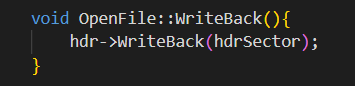 void OpenFile::WriteBack(){
    hdr->WriteBack(hdrSector);
}